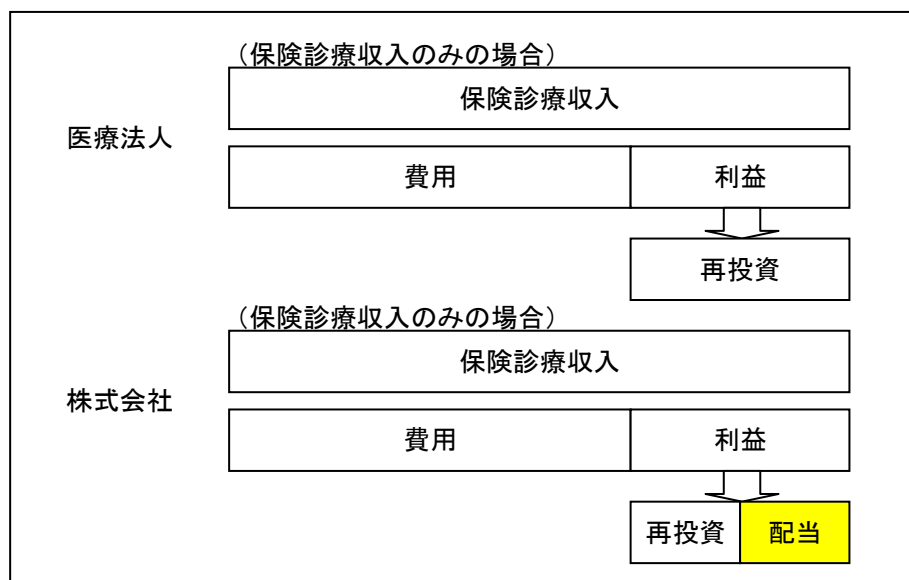 （保険診療収入のみの場合）
保険診療収入
医療法人
費用 利益
再投資
（保険診療収入のみの場合）
保険診療収入
株式会社
費用 利益
再投資 配当